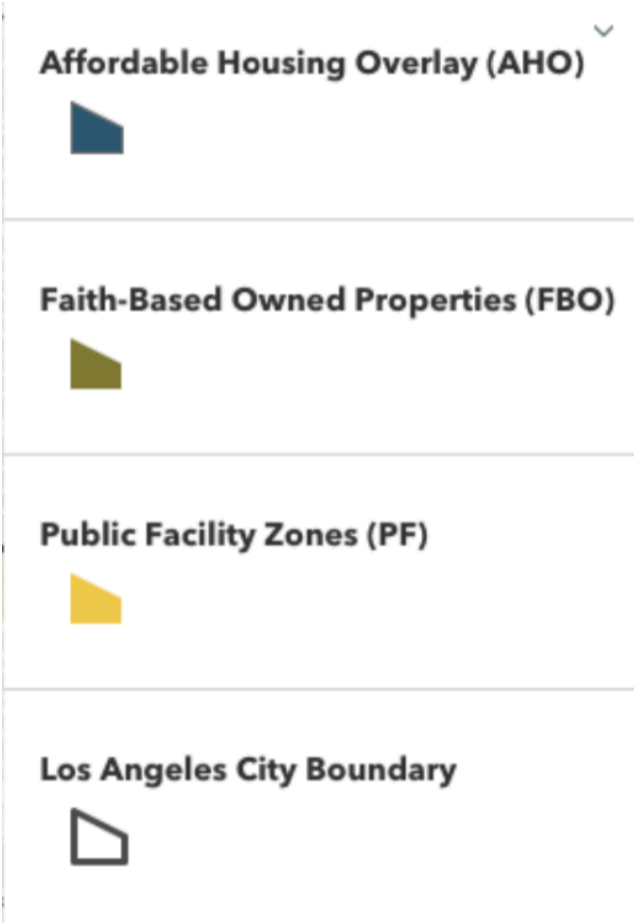 Affordable Housing Overlay (AHO)
Faith-Based Owned Properties (FBO)
Public Facility Zones (PF)
Los Angeles City Boundary